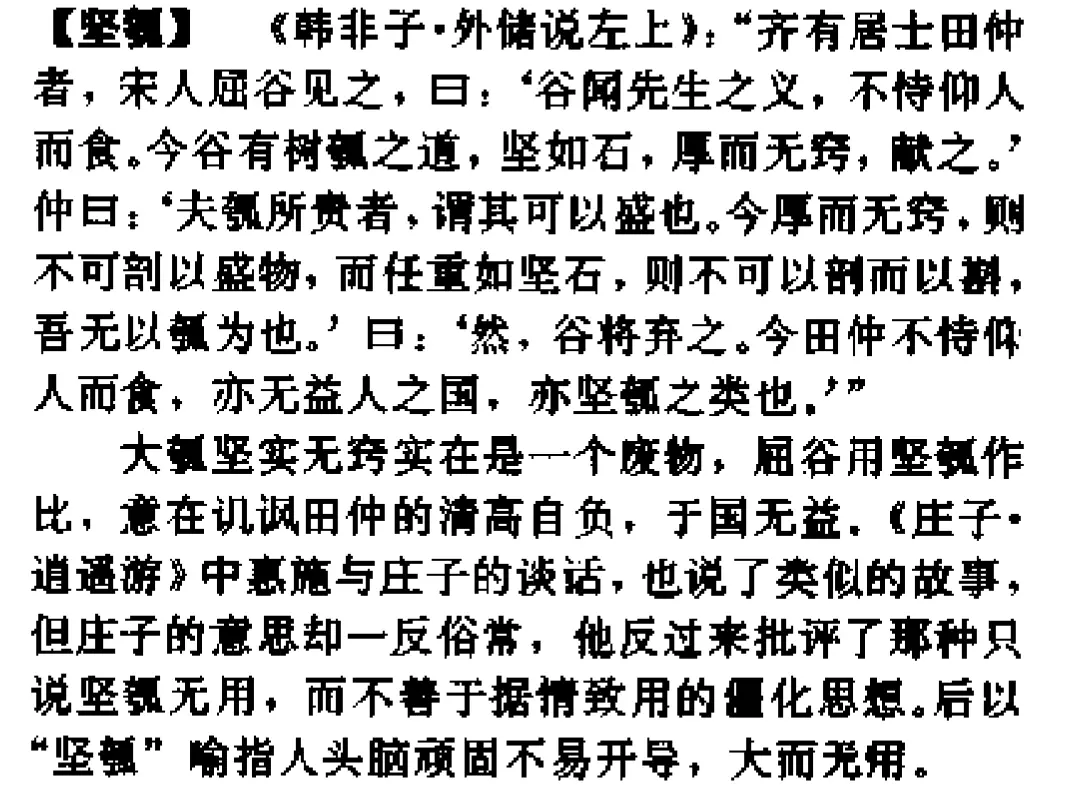 【坚瓠】 《韩非子·外储说左上》：“齐有居士田仲
者，宋人屈谷见之，曰：‘谷闻先生之义，不恃仰人
而食。今谷有树瓠之道，坚如石，厚而无窍，献之。’
仲曰：‘夫瓠所贵者，谓其可以盛也。今厚而无窍，则
不可剖以盛物，而任重如坚石，则不可以剖而以斟，
吾无以瓠为也。’曰：‘然，谷将弃之。今田仲不恃仰
人而食，亦无益人之国，亦坚瓠之类也.’”
大瓠坚实无窍实在是一个废物，屈谷用坚瓠作
比，意在讥讽田仲的清高自负，于国无益.《庄子·
逍遥游》中惠施与庄子的谈话，也说了类似的故事，
但庄子的意思却一反俗常，他反过来批评了那种只
说坚瓠无用，而不善于据情致用的僵化思想。后以
“坚瓠”喻指人头脑顽固不易开导，大而无用。